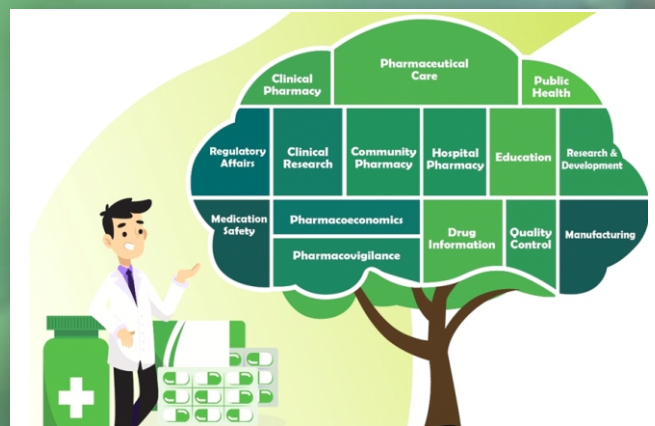 Pharmaceutical
Care
Clinical
Pharmacy
Public
Health
Regulatory
Affairs
Clinical
Research
Community
Pharmacy
Hospital
Pharmacy
Education
Research &
Development
Medication
Safety
Pharmacoeconomics
Pharmacovigilance
Drug
Information
Quality
Control
Manufacturing